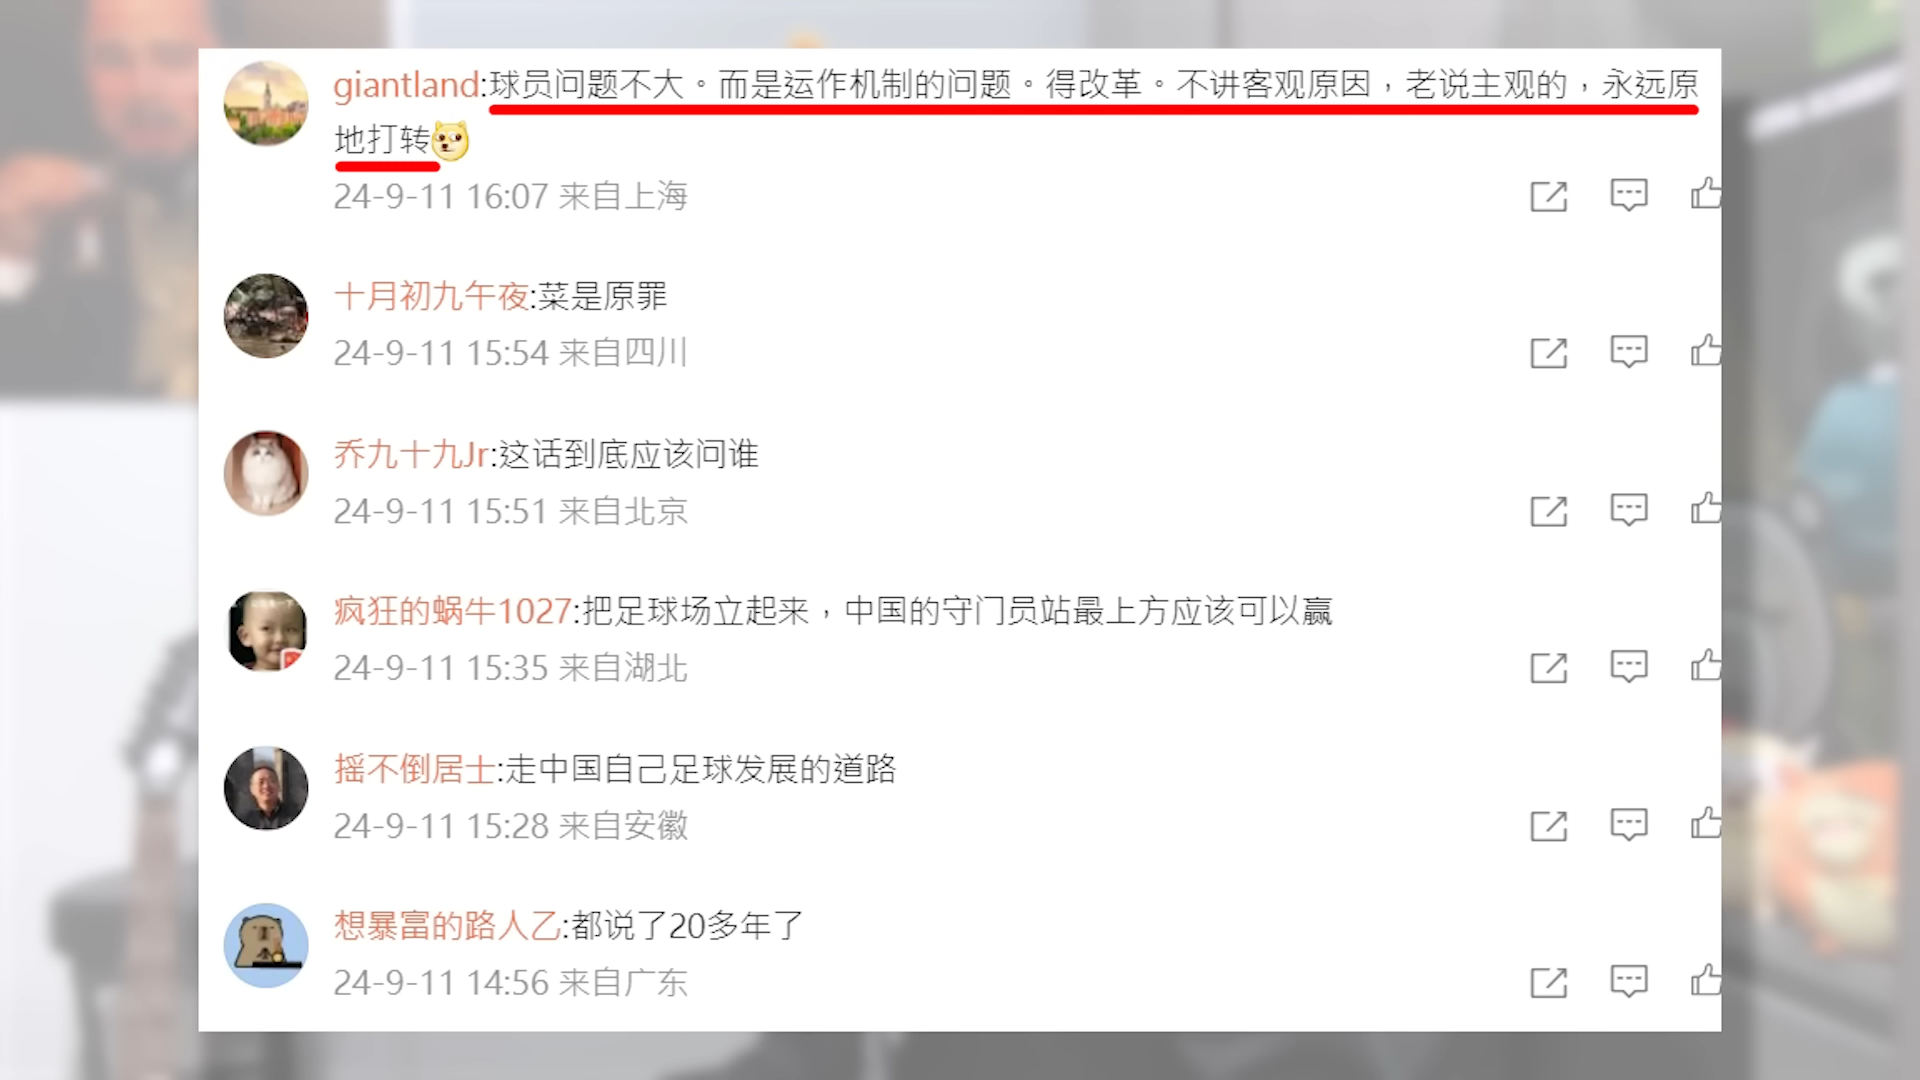 giantland:球员问题不大。而是运作机制的问题。得改革。不讲客观原因，老说主观的，永远原
地打转
24-9-11 16:07 来自上海
十月初九午夜:菜是原罪
24-9-11 15:54 来自四川
乔九十九Jr:这话到底应该问谁
24-9-11 15:51 来自北京
疯狂的蜗牛1027:把足球场立起来，中国的守门员站最上方应该可以赢
24-9-11 15:35 来自湖北
摇不倒居士:走中国自己足球发展的道路
24-9-11 15:28 来自安徽
想暴富的路人乙:都说了20多年了
24-9-11 14:56 来自广东